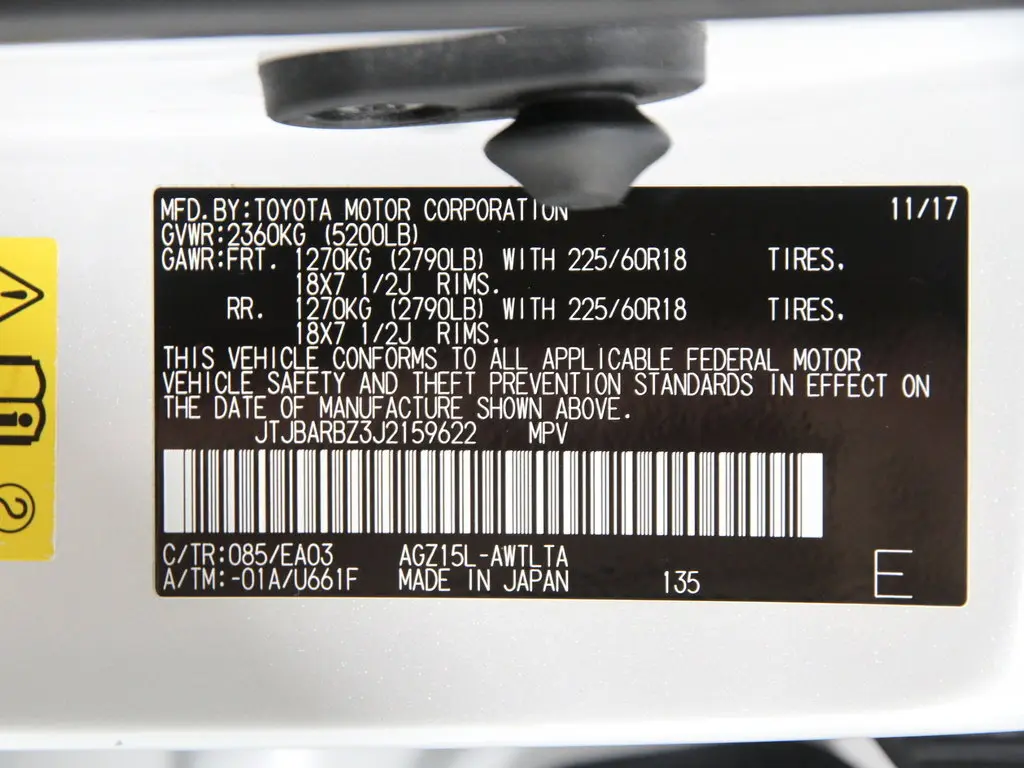 MFD.BY:TOYOTA MOTOR CORPORATION 11/17
GVWR:2360KG (5200LB)
GAWR:FRT. 1270KG (2790LB) WITH 225/60R18 TIRES.
18X7 1/2J RIMS.
RR. 1270KG (2790LB) WITH 225/60R18 TIRES.
18X7 1/2J RIMS.
THIS VEHICLE CONFORMS TO ALL APPLICABLE FEDERAL MOTOR
VEHICLE SAFETY AND THEFT PREVENTION STANDARDS IN EFFECT ON
THE DATE OF MANUFACTURE SHOWN ABOVE.
JTJBARBZ3J2159622 MPV
C/TR:085/EA03 AGZ15L-AWTLTA
A/TM:-01A/U661F MADE IN JAPAN 135 E
2